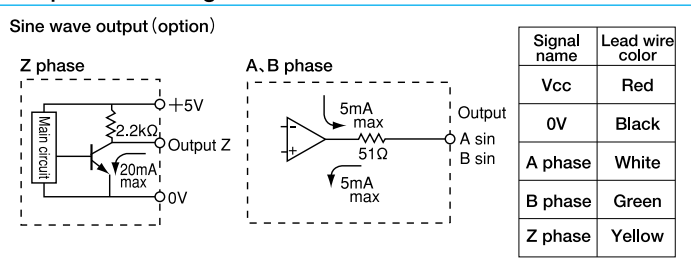 Sine wave output (option)
Z phase
+5V
Main circuit
2.2kΩ
Output Z
20mA
max
0V
A、B phase
5mA
max
51Ω
5mA
max
Output
A sin
B sin
Signal name Lead wire color
Vcc Red
0V Black
A phase White
B phase Green
Z phase Yellow